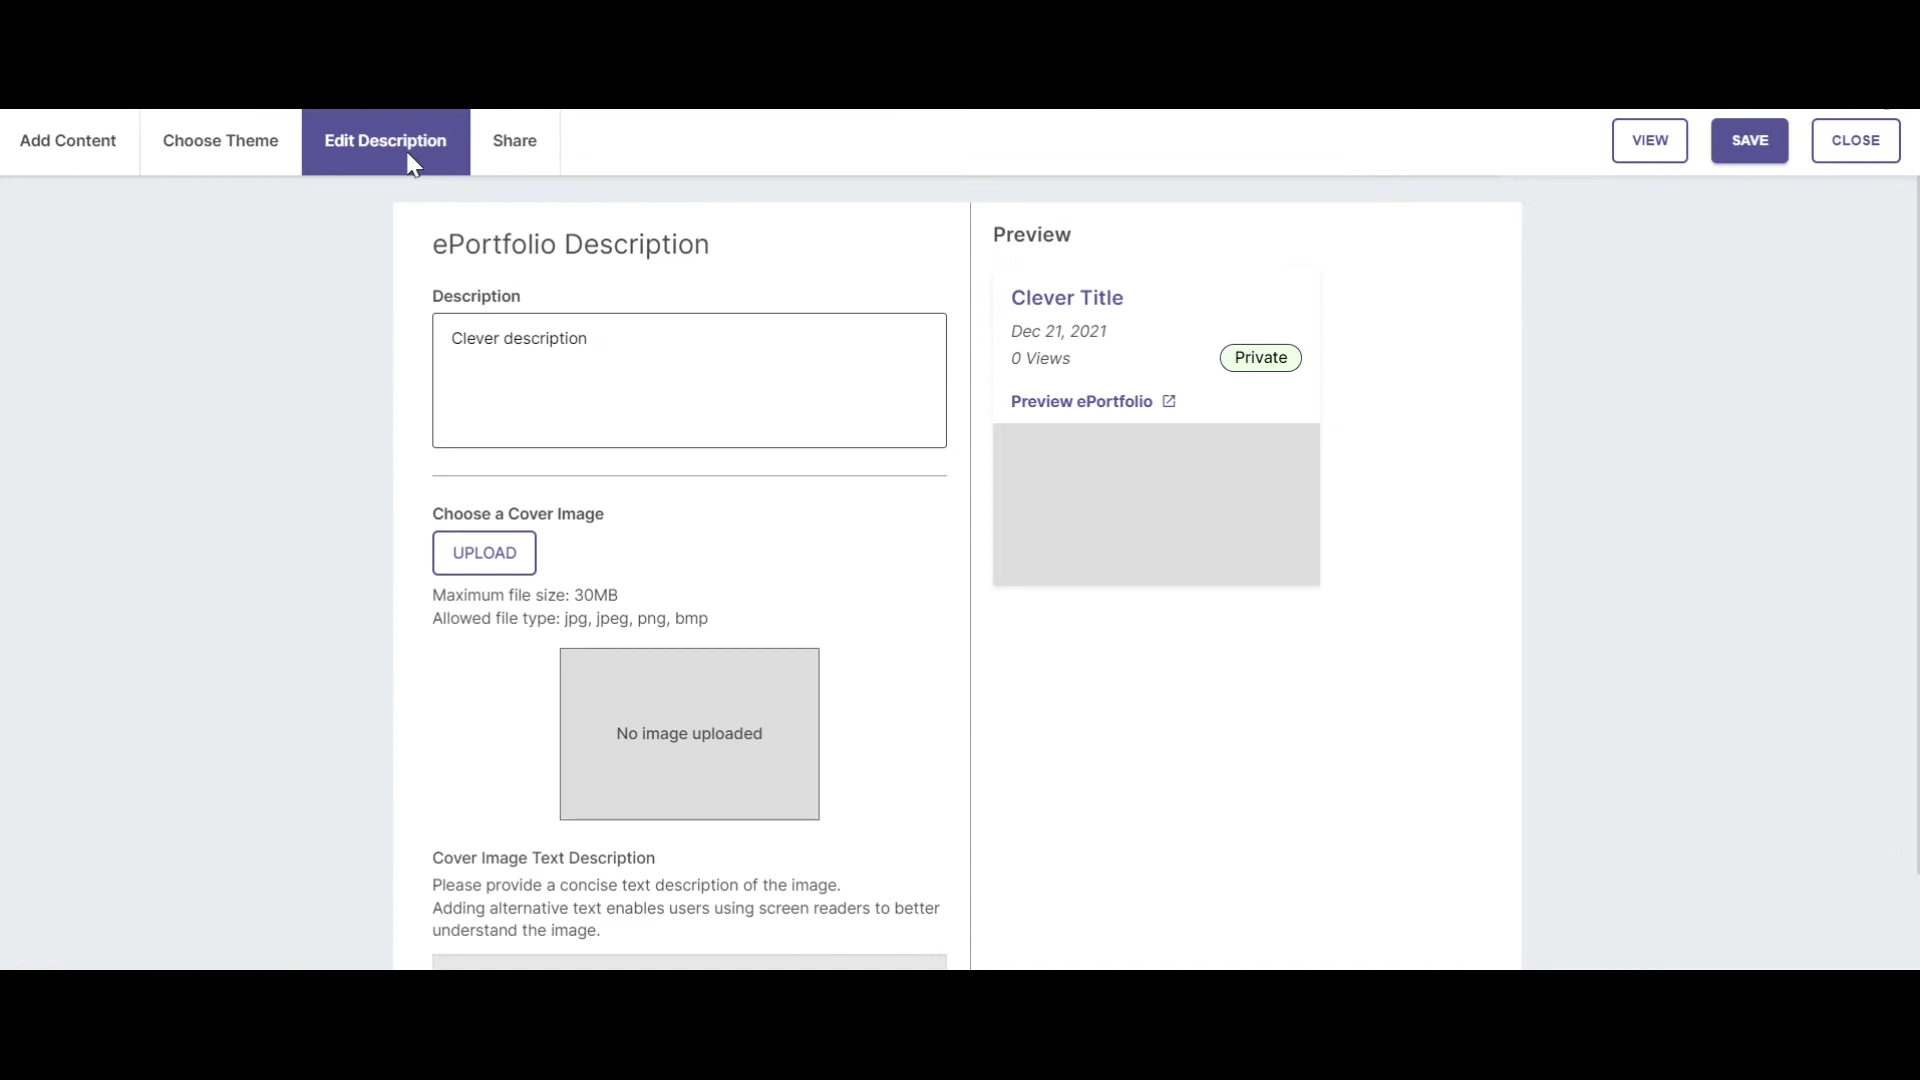 Add Content
Choose Theme
Edit Description
Share
VIEW
SAVE
CLOSE
ePortfolio Description
Description
Clever description
Choose a Cover Image
UPLOAD
Maximum file size: 30MB
Allowed file type: jpg, jpeg, png, bmp
No image uploaded
Cover Image Text Description
Please provide a concise text description of the image.
Adding alternative text enables users using screen readers to better
understand the image.
Preview
Clever Title
Dec 21, 2021
0 Views
Private
Preview ePortfolio